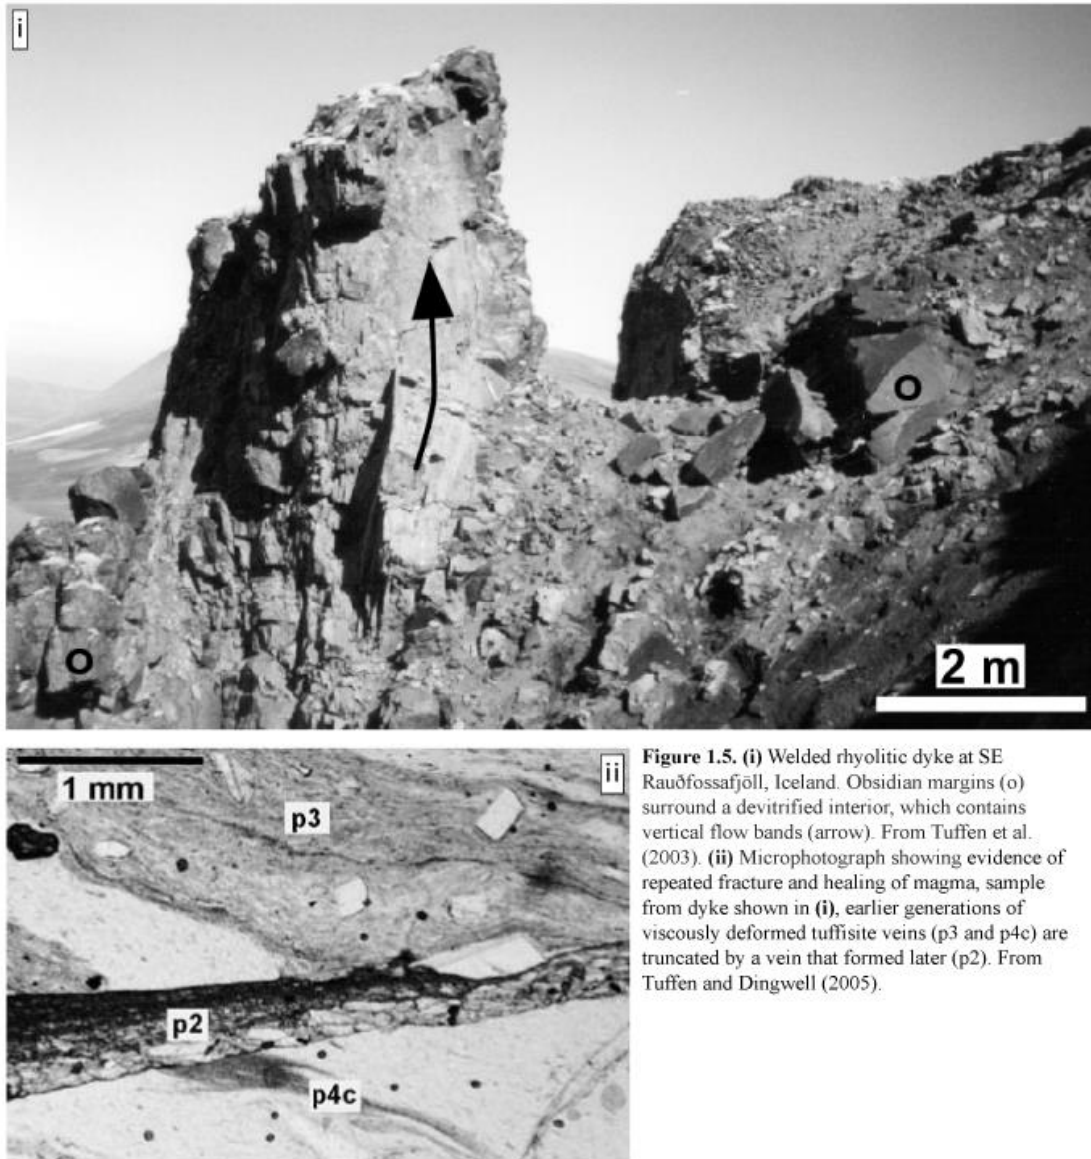 i
O
O
2 m
1 mm
ii
p3
p2
p4c
Figure 1.5. (i) Welded rhyolitic dyke at SE
Rauðfossafjöll, Iceland. Obsidian margins (o)
surround a devitrified interior, which contains
vertical flow bands (arrow). From Tuffen et al.
(2003). (ii) Microphotograph showing evidence of
repeated fracture and healing of magma, sample
from dyke shown in (i), earlier generations of
viscously deformed tuffisite veins (p3 and p4c) are
truncated by a vein that formed later (p2). From
Tuffen and Dingwell (2005).